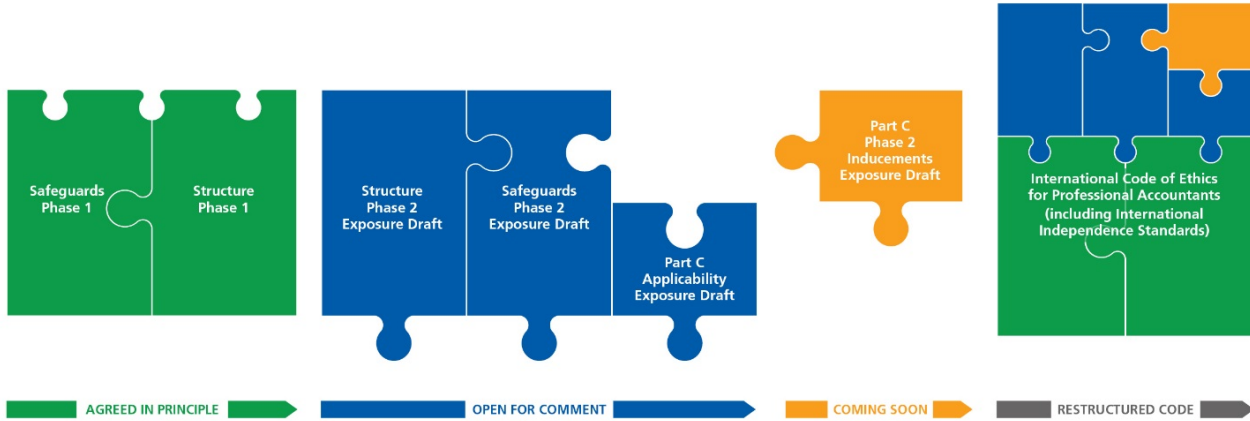 Safeguards
Phase 1
Structure
Phase 1
Structure
Phase 2
Exposure Draft
Safeguards
Phase 2
Exposure Draft
Part C
Applicability
Exposure Draft
Part C
Phase 2
Inducements
Exposure Draft
International Code of Ethics
for Professional Accountants
(including International
Independence Standards)
AGREED IN PRINCIPLE
OPEN FOR COMMENT
COMING SOON
RESTRUCTURED CODE